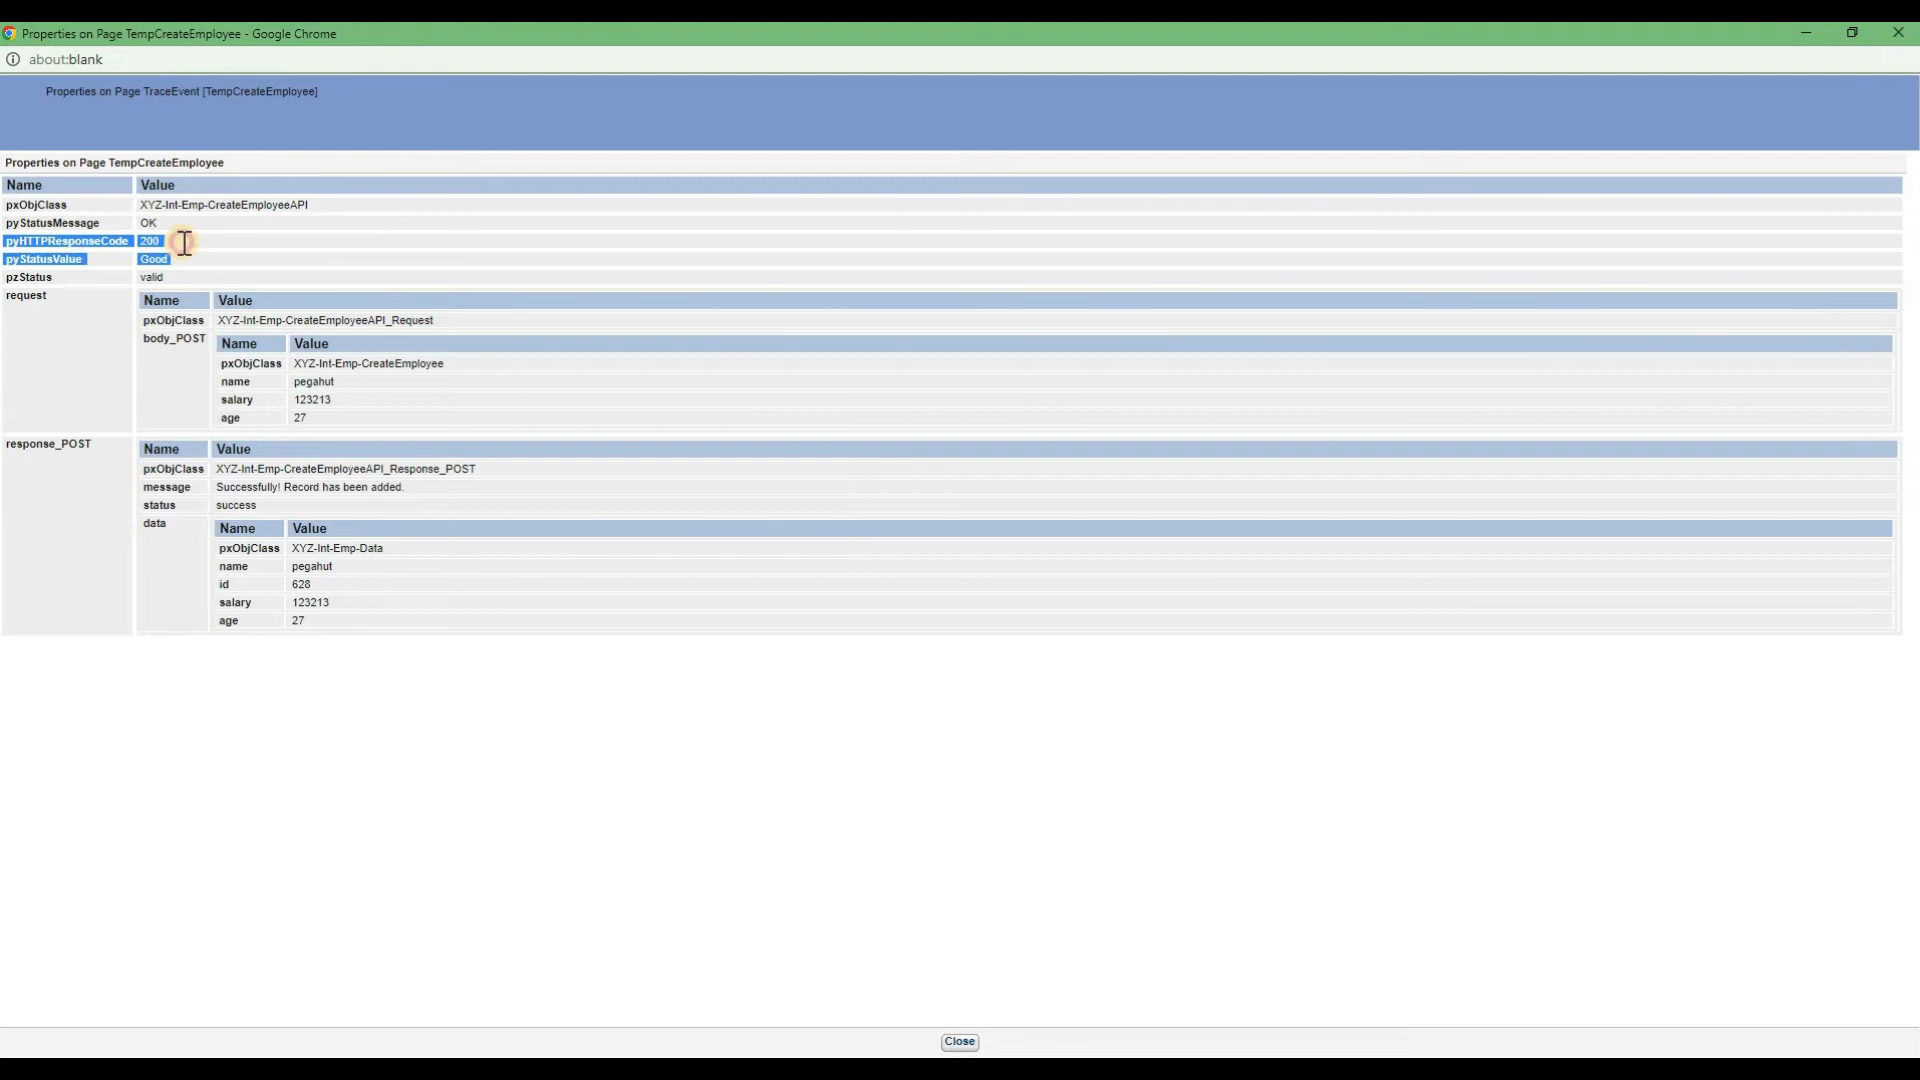 Properties on Page TempCreateEmployee - Google Chrome
about:blank
Properties on Page TraceEvent [TempCreateEmployee]
Properties on Page TempCreateEmployee
Name Value
pxObjClass XYZ-Int-Emp-CreateEmployeeAPI
pyStatusMessage OK
pyHTTPResponseCode 200
pyStatusValue Good
pzStatus valid
request
Name Value
pxObjClass XYZ-Int-Emp-CreateEmployeeAPI_Request
body_POST
Name Value
pxObjClass XYZ-Int-Emp-CreateEmployee
name pegahut
salary 123213
age 27
response_POST
Name Value
pxObjClass XYZ-Int-Emp-CreateEmployeeAPI_Response_POST
message Successfully! Record has been added.
status success
data
Name Value
pxObjClass XYZ-Int-Emp-Data
name pegahut
id 628
salary 123213
age 27
Close